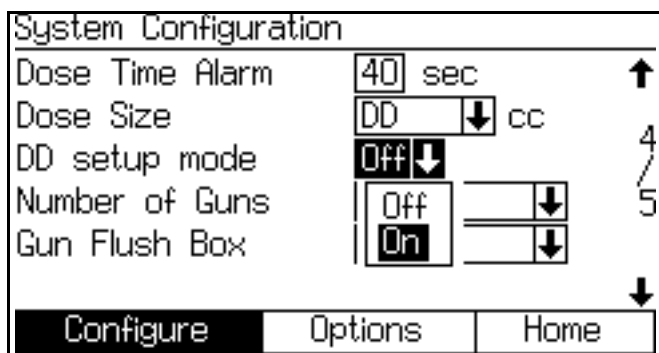 System Configuration
Dose Time Alarm 40 sec
Dose Size DD cc
DD setup mode Off
Number of Guns Off
Gun Flush Box On
4/5
Configure Options Home